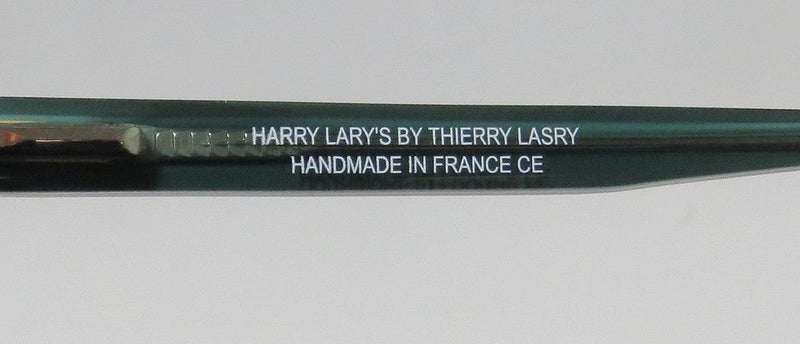 HARRY LARY'S BY THIERRY LASRY
HANDMADE IN FRANCE CE